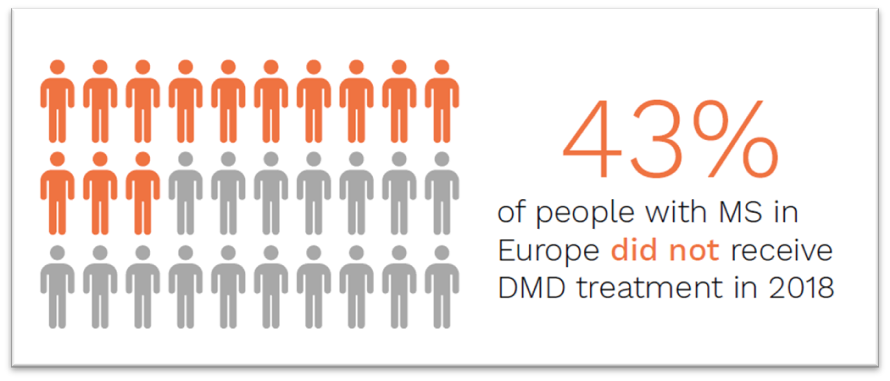 43%
of people with MS in
Europe did not receive
DMD treatment in 2018